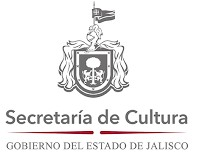 Secretaría de Cultura
GOBIERNO DEL ESTADO DE JALISCO